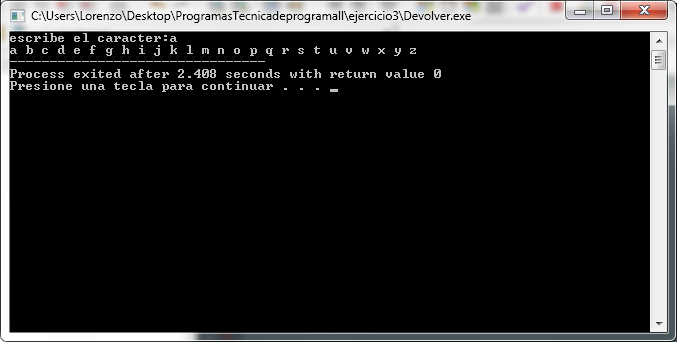 C:\Users\Lorenzo\Desktop\ProgramasTecnicadeprogramaII\ejercicio3\Devolver.exe
escribe el caracter:a
a b c d e f g h i j k l m n o p q r s t u v w x y z
--------------------------------
Process exited after 2.408 seconds with return value 0
Presione una tecla para continuar . . . _